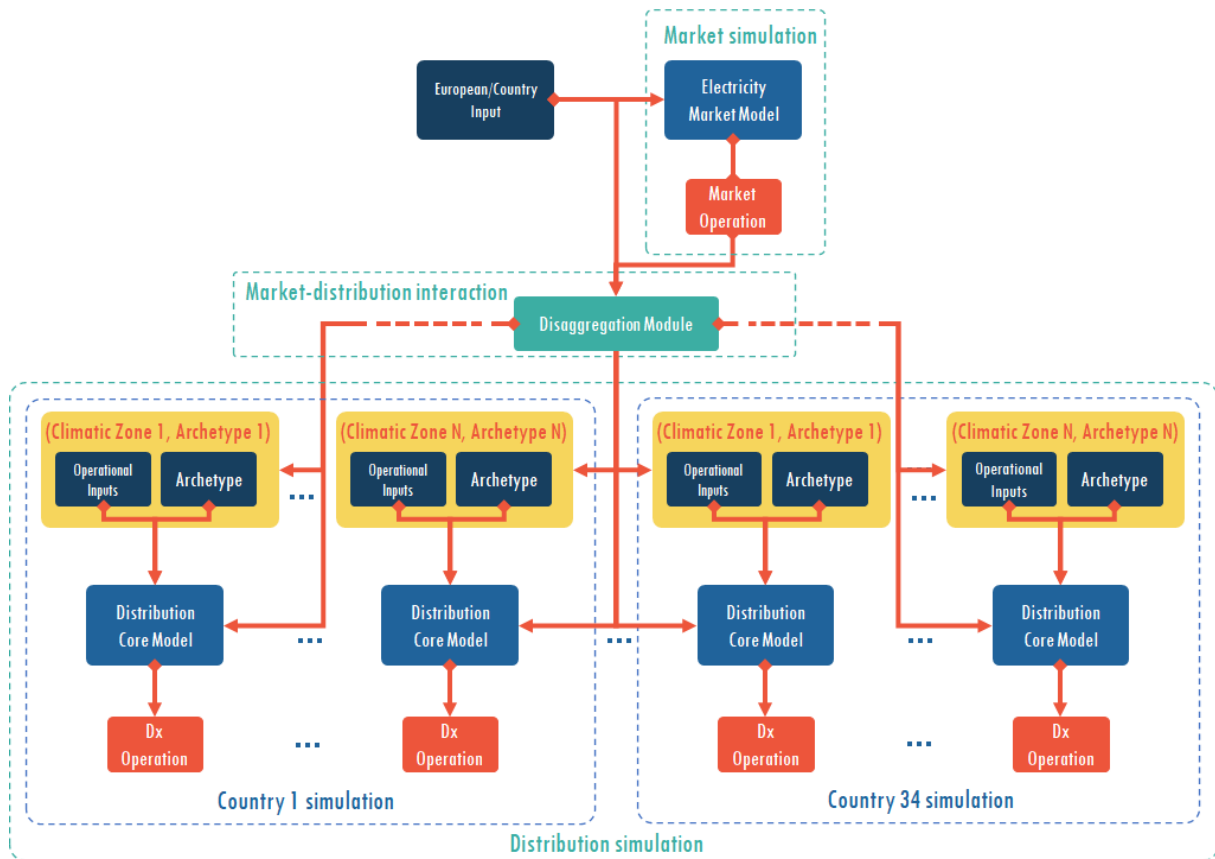 Market simulation
European/Country
Input
Electricity
Market Model
Market
Operation
Market-distribution interaction
Disaggregation Module
(Climatic Zone 1, Archetype 1)
Operational
Inputs
Archetype
...
(Climatic Zone N, Archetype N)
Operational
Inputs
Archetype
(Climatic Zone 1, Archetype 1)
Operational
Inputs
Archetype
...
(Climatic Zone N, Archetype N)
Operational
Inputs
Archetype
Distribution
Core Model
...
Distribution
Core Model
...
Distribution
Core Model
...
Distribution
Core Model
Dx
Operation
...
Dx
Operation
Dx
Operation
...
Dx
Operation
Country 1 simulation
Country 34 simulation
Distribution simulation